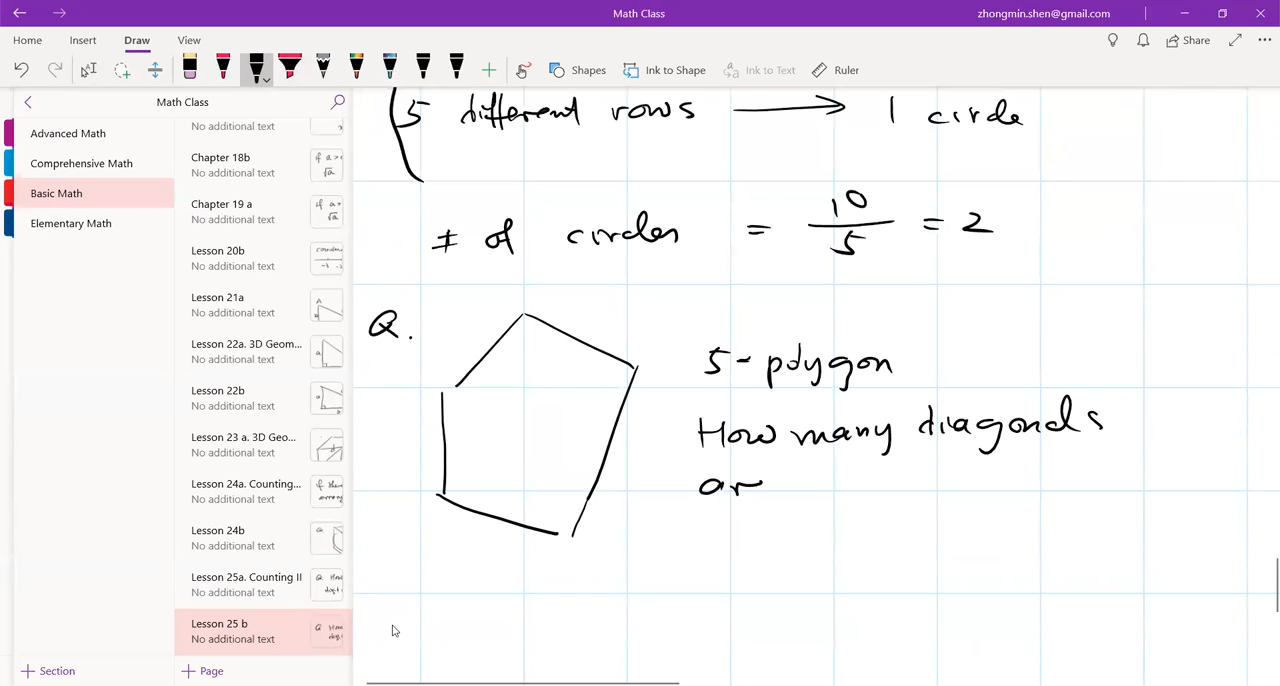 Math Class
zhongmin.shen@gmail.com
Home
Insert
Draw
View
Share
Shapes
Ink to Shape
Ink to Text
Ruler
Math Class
Advanced Math
Comprehensive Math
Basic Math
Elementary Math
No additional text
Chapter 18b
No additional text
Chapter 19 a
No additional text
Lesson 20b
No additional text
Lesson 21a
No additional text
Lesson 22a. 3D Geom...
No additional text
Lesson 22b
No additional text
Lesson 23 a. 3D Geo...
No additional text
Lesson 24a. Counting...
No additional text
Lesson 24b
No additional text
Lesson 25a. Counting II
No additional text
Lesson 25 b
No additional text
Section
Page
5 different rows → 1 circle
# of circles = 10/5 = 2
Q.
5-polygon
How many diagonals
ar